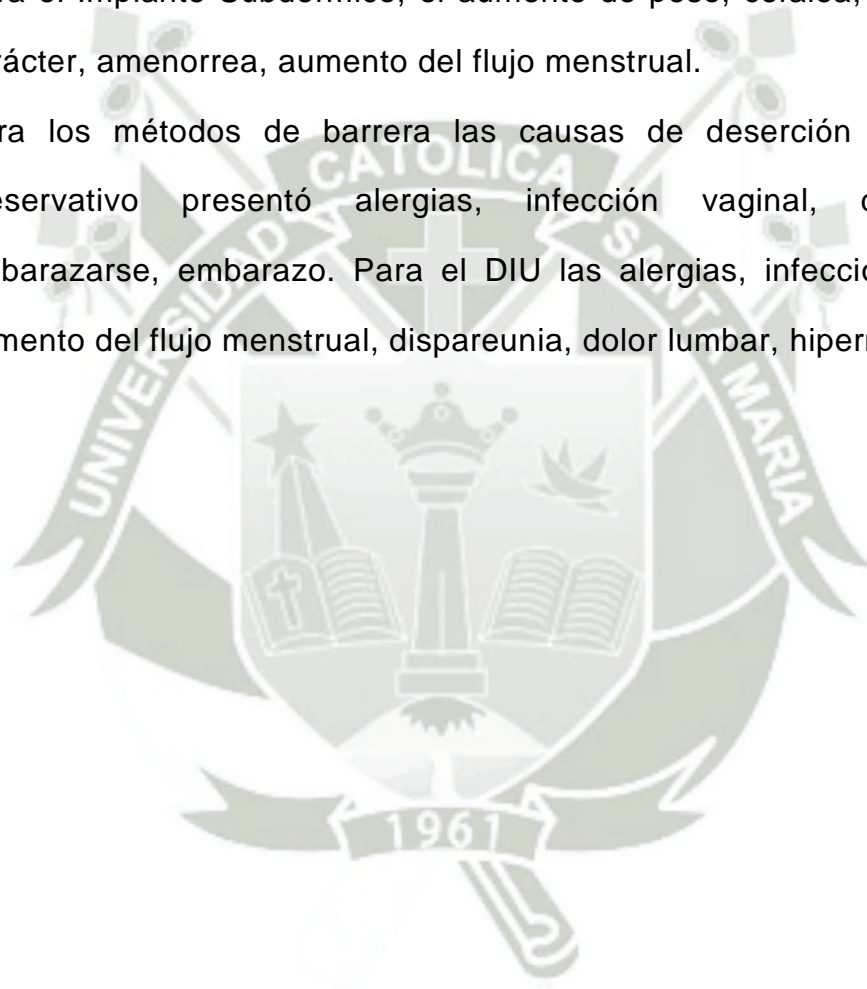 el Implante Subdérmico, el aumento de peso, cefalea,
rácter, amenorrea, aumento del flujo menstrual.
ra los métodos de barrera las causas de deserción
eservativo presentó alergias, infección vaginal,
barazarse, embarazo. Para el DIU las alergias, infecci
mento del flujo menstrual, dispareunia, dolor lumbar, hiper
UNIVERSIDAD CATOLICA SANTA MARIA
1961